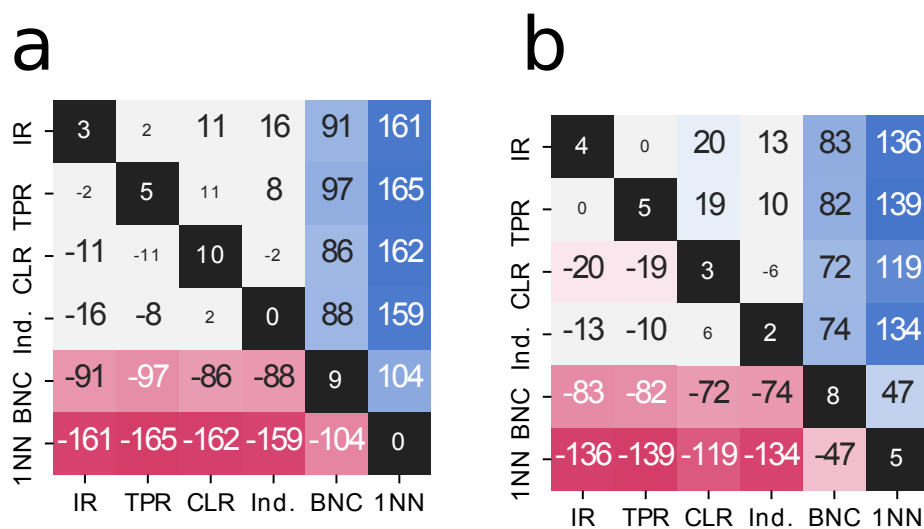 a
IR 3 2 11 16 91 161
TPR -2 5 11 8 97 165
CLR -11 -11 10 -2 86 162
Ind. -16 -8 2 0 88 159
BNC -91 -97 -86 -88 9 104
1NN -161 -165 -162 -159 -104 0
IR TPR CLR Ind. BNC 1NN
b
IR 4 0 20 13 83 136
TPR 0 5 19 10 82 139
CLR -20 -19 3 -6 72 119
Ind. -13 -10 6 2 74 134
BNC -83 -82 -72 -74 8 47
1NN -136 -139 -119 -134 -47 5
IR TPR CLR Ind. BNC 1NN